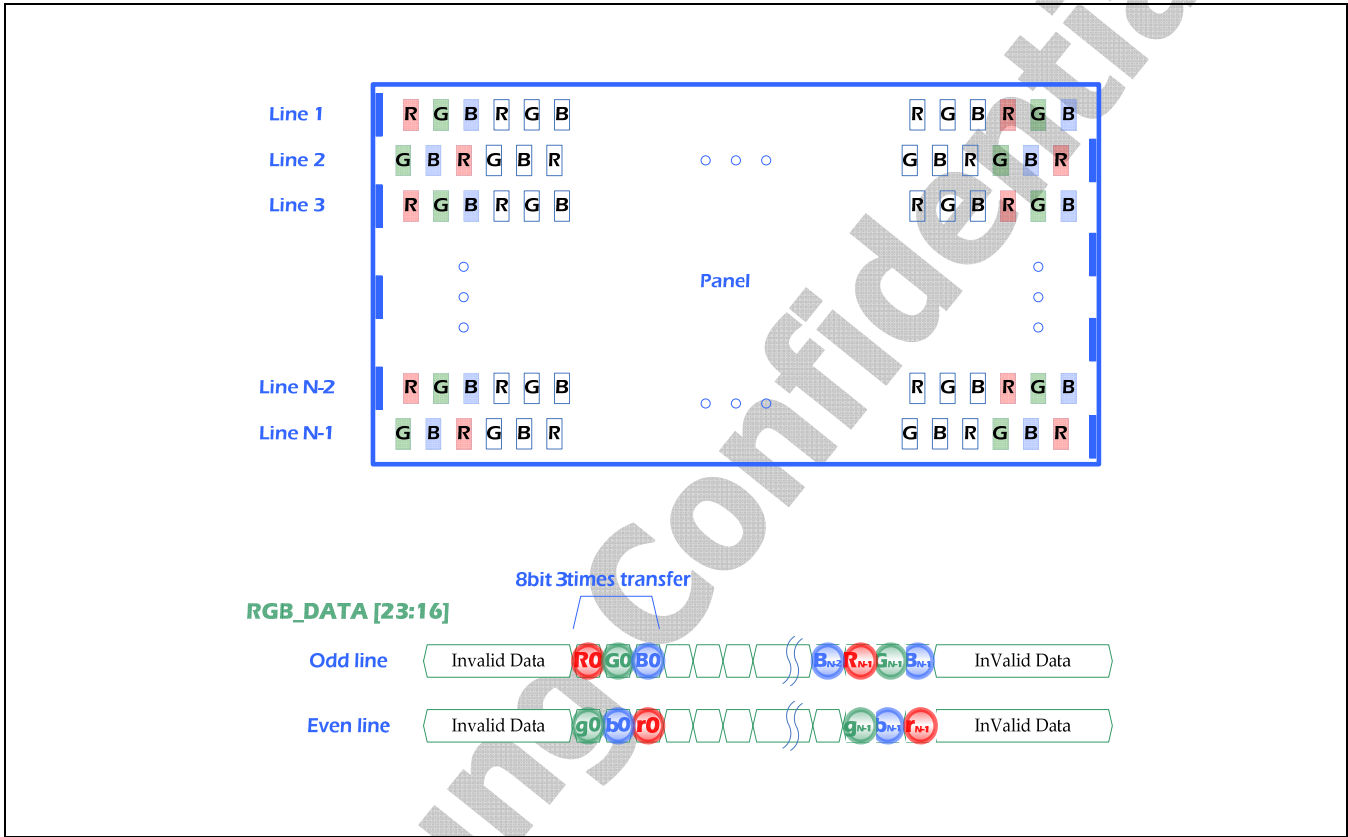 Line 1 R G B R G B R G B R G B
Line 2 G B R G B R G B R G B R
Line 3 R G B R G B R G B R G B
Panel
Line N-2 R G B R G B R G B R G B
Line N-1 G B R G B R G B R G B R
8bit 3times transfer
RGB_DATA [23:16]
Odd line Invalid Data R0 G0 B0 BN-2 RN-1 GN-1 BN-1 InValid Data
Even line Invalid Data g0 b0 r0 gN-1 bN-1 rN-1 InValid Data
ng Confidentia